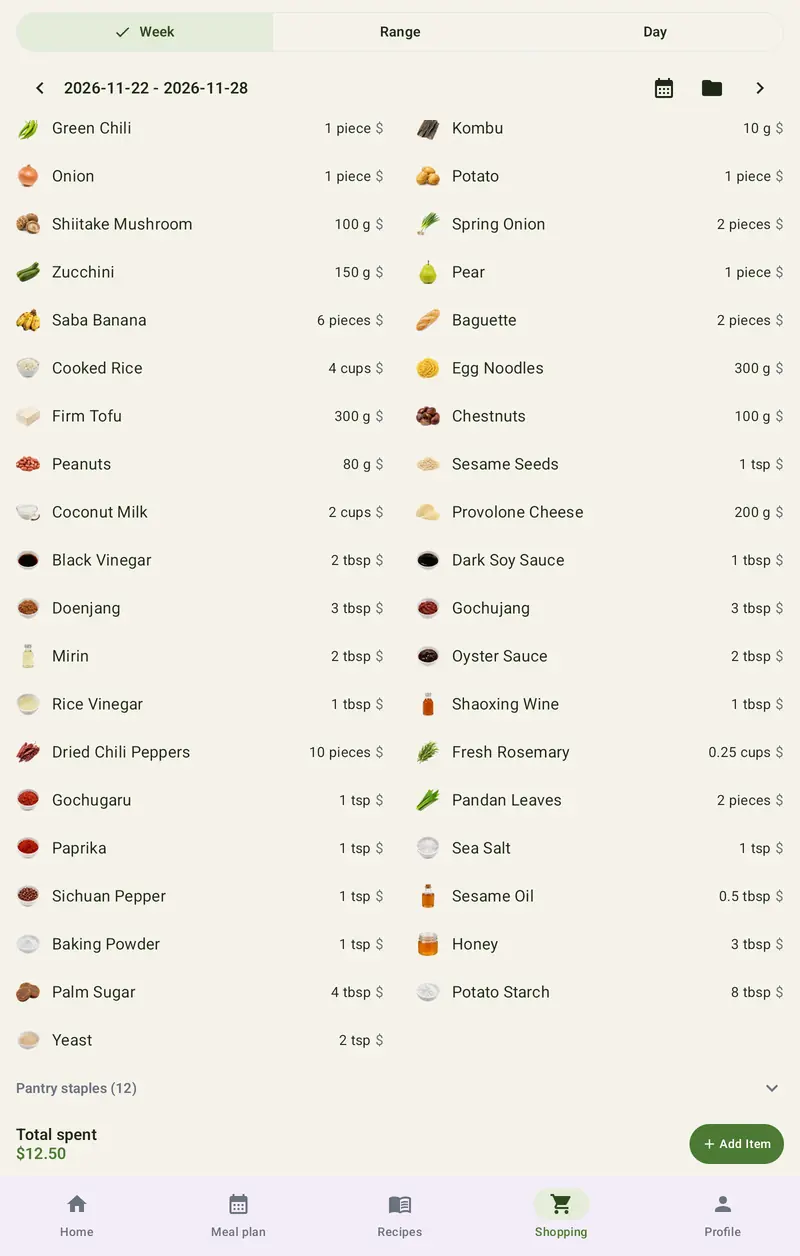 Week
Range
Day
2026-11-22 - 2026-11-28
Green Chili 1 piece $
Kombu 10 g $
Onion 1 piece $
Potato 1 piece $
Shiitake Mushroom 100 g $
Spring Onion 2 pieces $
Zucchini 150 g $
Pear 1 piece $
Saba Banana 6 pieces $
Baguette 2 pieces $
Cooked Rice 4 cups $
Egg Noodles 300 g $
Firm Tofu 300 g $
Chestnuts 100 g $
Peanuts 80 g $
Sesame Seeds 1 tsp $
Coconut Milk 2 cups $
Provolone Cheese 200 g $
Black Vinegar 2 tbsp $
Dark Soy Sauce 1 tbsp $
Doenjang 3 tbsp $
Gochujang 3 tbsp $
Mirin 2 tbsp $
Oyster Sauce 2 tbsp $
Rice Vinegar 1 tbsp $
Shaoxing Wine 1 tbsp $
Dried Chili Peppers 10 pieces $
Fresh Rosemary 0.25 cups $
Gochugaru 1 tsp $
Pandan Leaves 2 pieces $
Paprika 1 tsp $
Sea Salt 1 tsp $
Sichuan Pepper 1 tsp $
Sesame Oil 0.5 tbsp $
Baking Powder 1 tsp $
Honey 3 tbsp $
Palm Sugar 4 tbsp $
Potato Starch 8 tbsp $
Yeast 2 tsp $
Pantry staples (12)
Total spent
$12.50
+ Add Item
Home
Meal plan
Recipes
Shopping
Profile